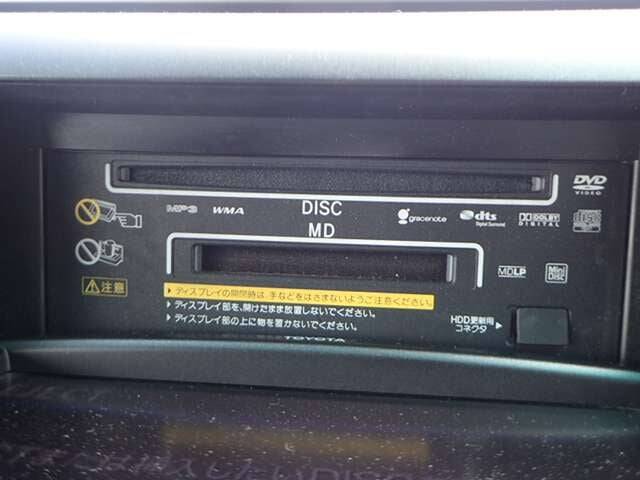 DVD
VIDEO
MP3 WMA DISC gracenote dts DOLBY
Digital Surround DIGITAL
MD
MDLP Mini Disc
注意
ディスプレイの開閉時は、手などをはさまないようご注意ください。
ディスプレイ部を、開けたまま放置しないでください。
ディスプレイ部の上に物を置かないでください。
HDD更新用
コネクタ
TOYOTA